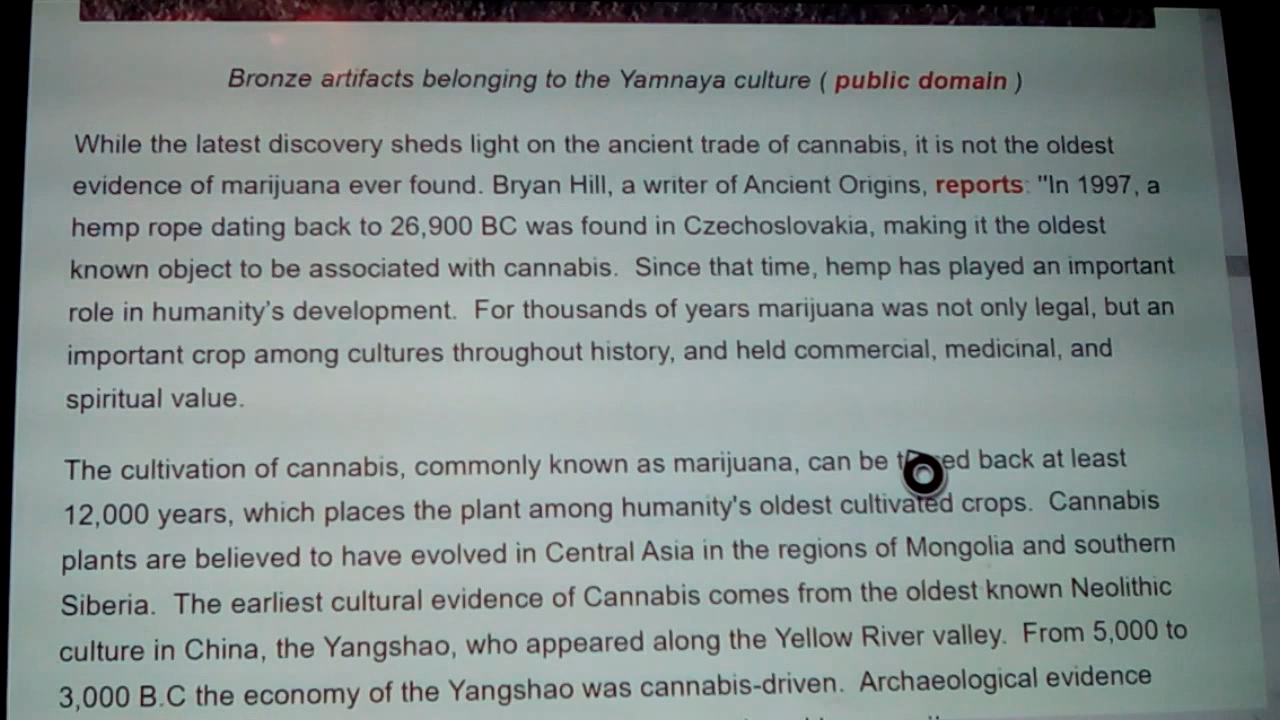 Bronze artifacts belonging to the Yamnaya culture ( public domain )
While the latest discovery sheds light on the ancient trade of cannabis, it is not the oldest
evidence of marijuana ever found. Bryan Hill, a writer of Ancient Origins, reports: "In 1997, a
hemp rope dating back to 26,900 BC was found in Czechoslovakia, making it the oldest
known object to be associated with cannabis.  Since that time, hemp has played an important
role in humanity's development.  For thousands of years marijuana was not only legal, but an
important crop among cultures throughout history, and held commercial, medicinal, and
spiritual value.
The cultivation of cannabis, commonly known as marijuana, can be back at least
12,000 years, which places the plant among humanity's oldest cultivated crops.  Cannabis
plants are believed to have evolved in Central Asia in the regions of Mongolia and southern
Siberia.  The earliest cultural evidence of Cannabis comes from the oldest known Neolithic
culture in China, the Yangshao, who appeared along the Yellow River valley.  From 5,000 to
3,000 B.C the economy of the Yangshao was cannabis-driven.  Archaeological evidence